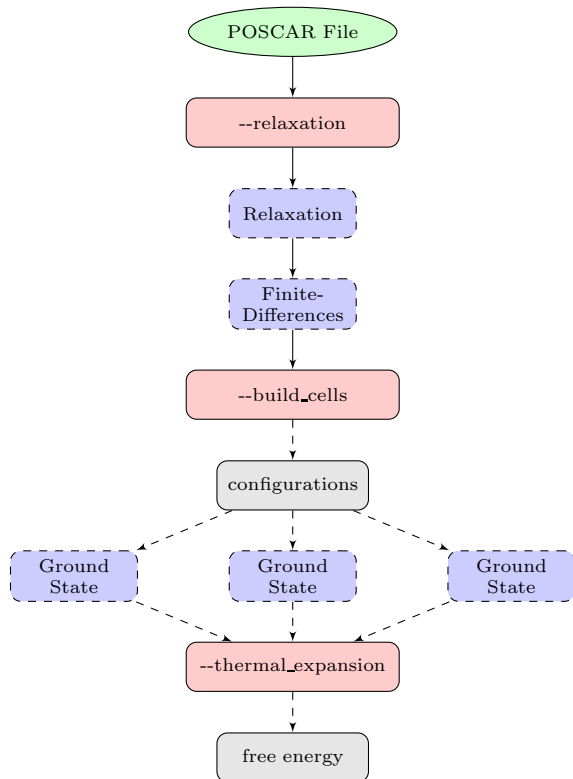 POSCAR File
--relaxation
Relaxation
Finite-
Differences
--build_cells
configurations
Ground
State
Ground
State
Ground
State
--thermal_expansion
free energy